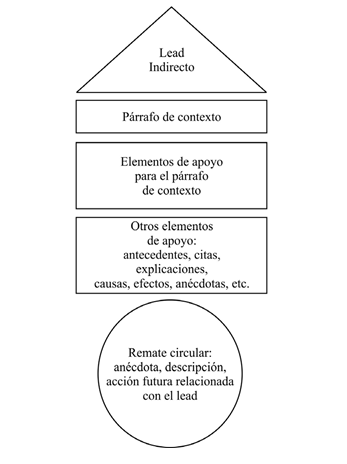 Lead
Indirecto
Párrafo de contexto
Elementos de apoyo
para el párrafo
de contexto
Otros elementos
de apoyo:
antecedentes, citas,
explicaciones,
causas, efectos, anécdotas, etc.
Remate circular:
anécdota, descripción,
acción futura relacionada
con el lead